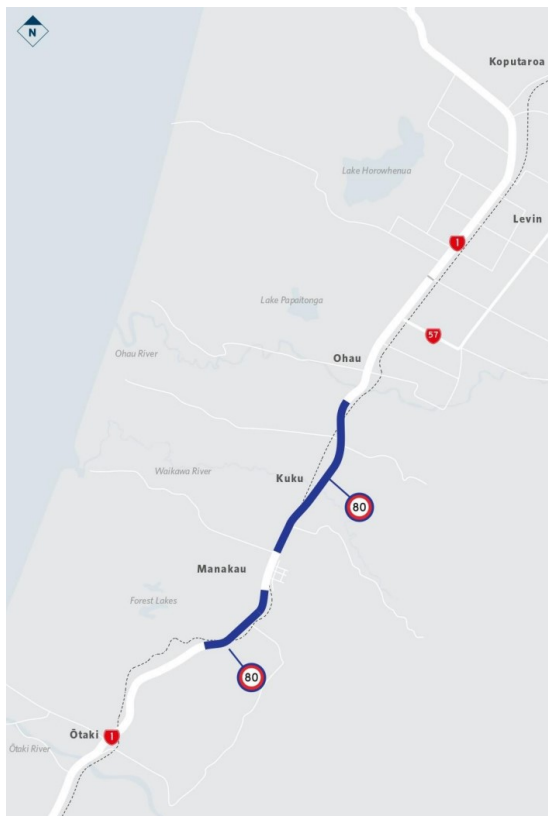 N
Koputaroa
Lake Horowhenua
Levin
1
Lake Papaitonga
57
Ohau River
Ohau
Waikawa River
Kuku
80
Manakau
Forest Lakes
80
Ōtaki
1
Ōtaki River